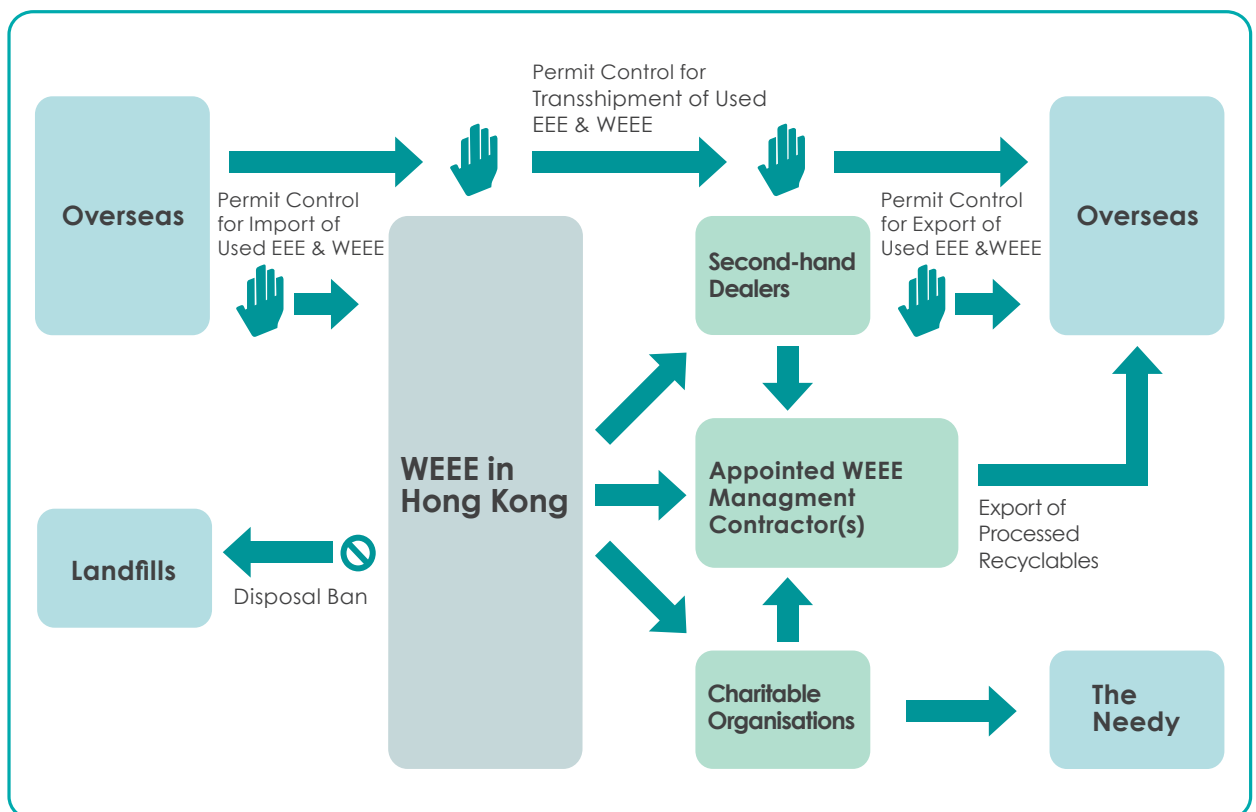 Permit Control for
Transshipment of Used
EEE & WEEE
Overseas
Permit Control
for Import of
Used EEE & WEEE
Second-hand
Dealers
Permit Control
for Export of
Used EEE &WEEE
Overseas
WEEE in
Hong Kong
Appointed WEEE
Managment
Contractor(s)
Export of
Processed
Recyclables
Landfills
Disposal Ban
Charitable
Organisations
The
Needy